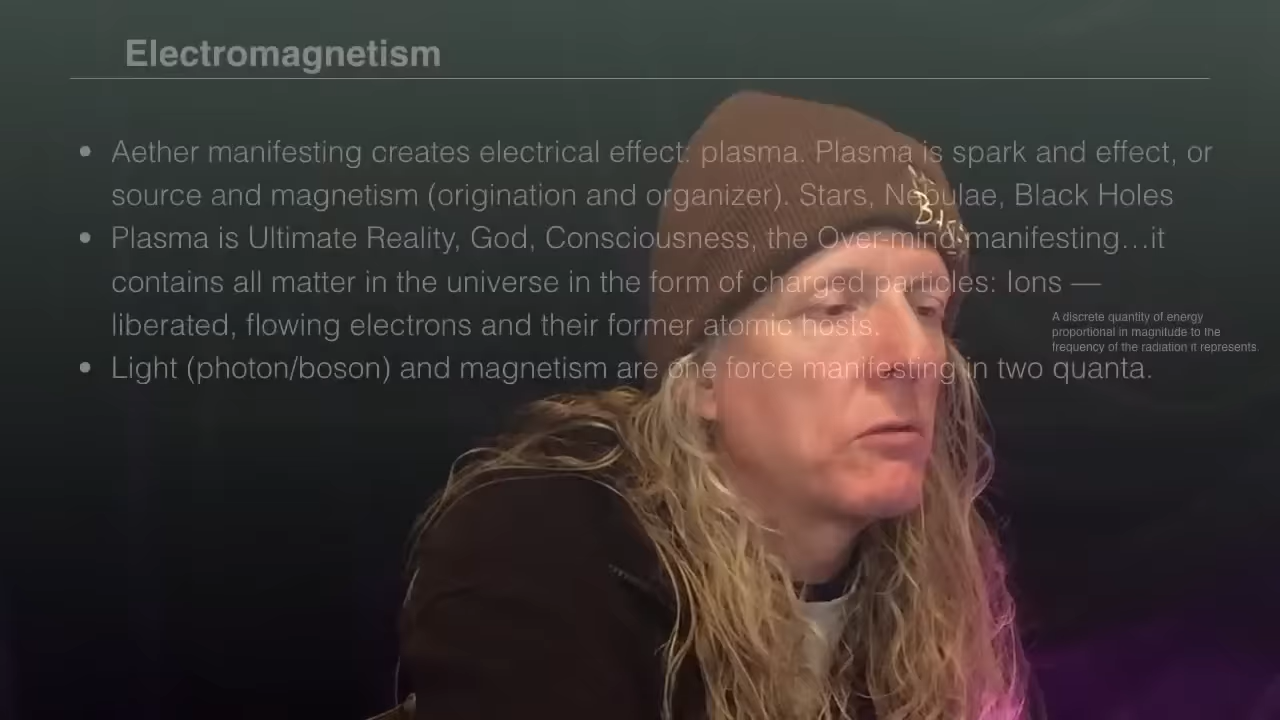 Electromagnetism
• Aether manifesting creates electrical effect: plasma. Plasma is spark and effect, or
source and magnetism (origination and organizer). Stars, Nebulae, Black Holes
• Plasma is Ultimate Reality, God, Consciousness, the Overmind manifesting…it
contains all matter in the universe in the form of charged particles: Ions —
liberated, flowing electrons and their former atomic hosts.
A discrete quantity of energy
proportional in magnitude to the
frequency of the radiation it represents.
• Light (photon/boson) and magnetism are one force manifesting in two quanta.